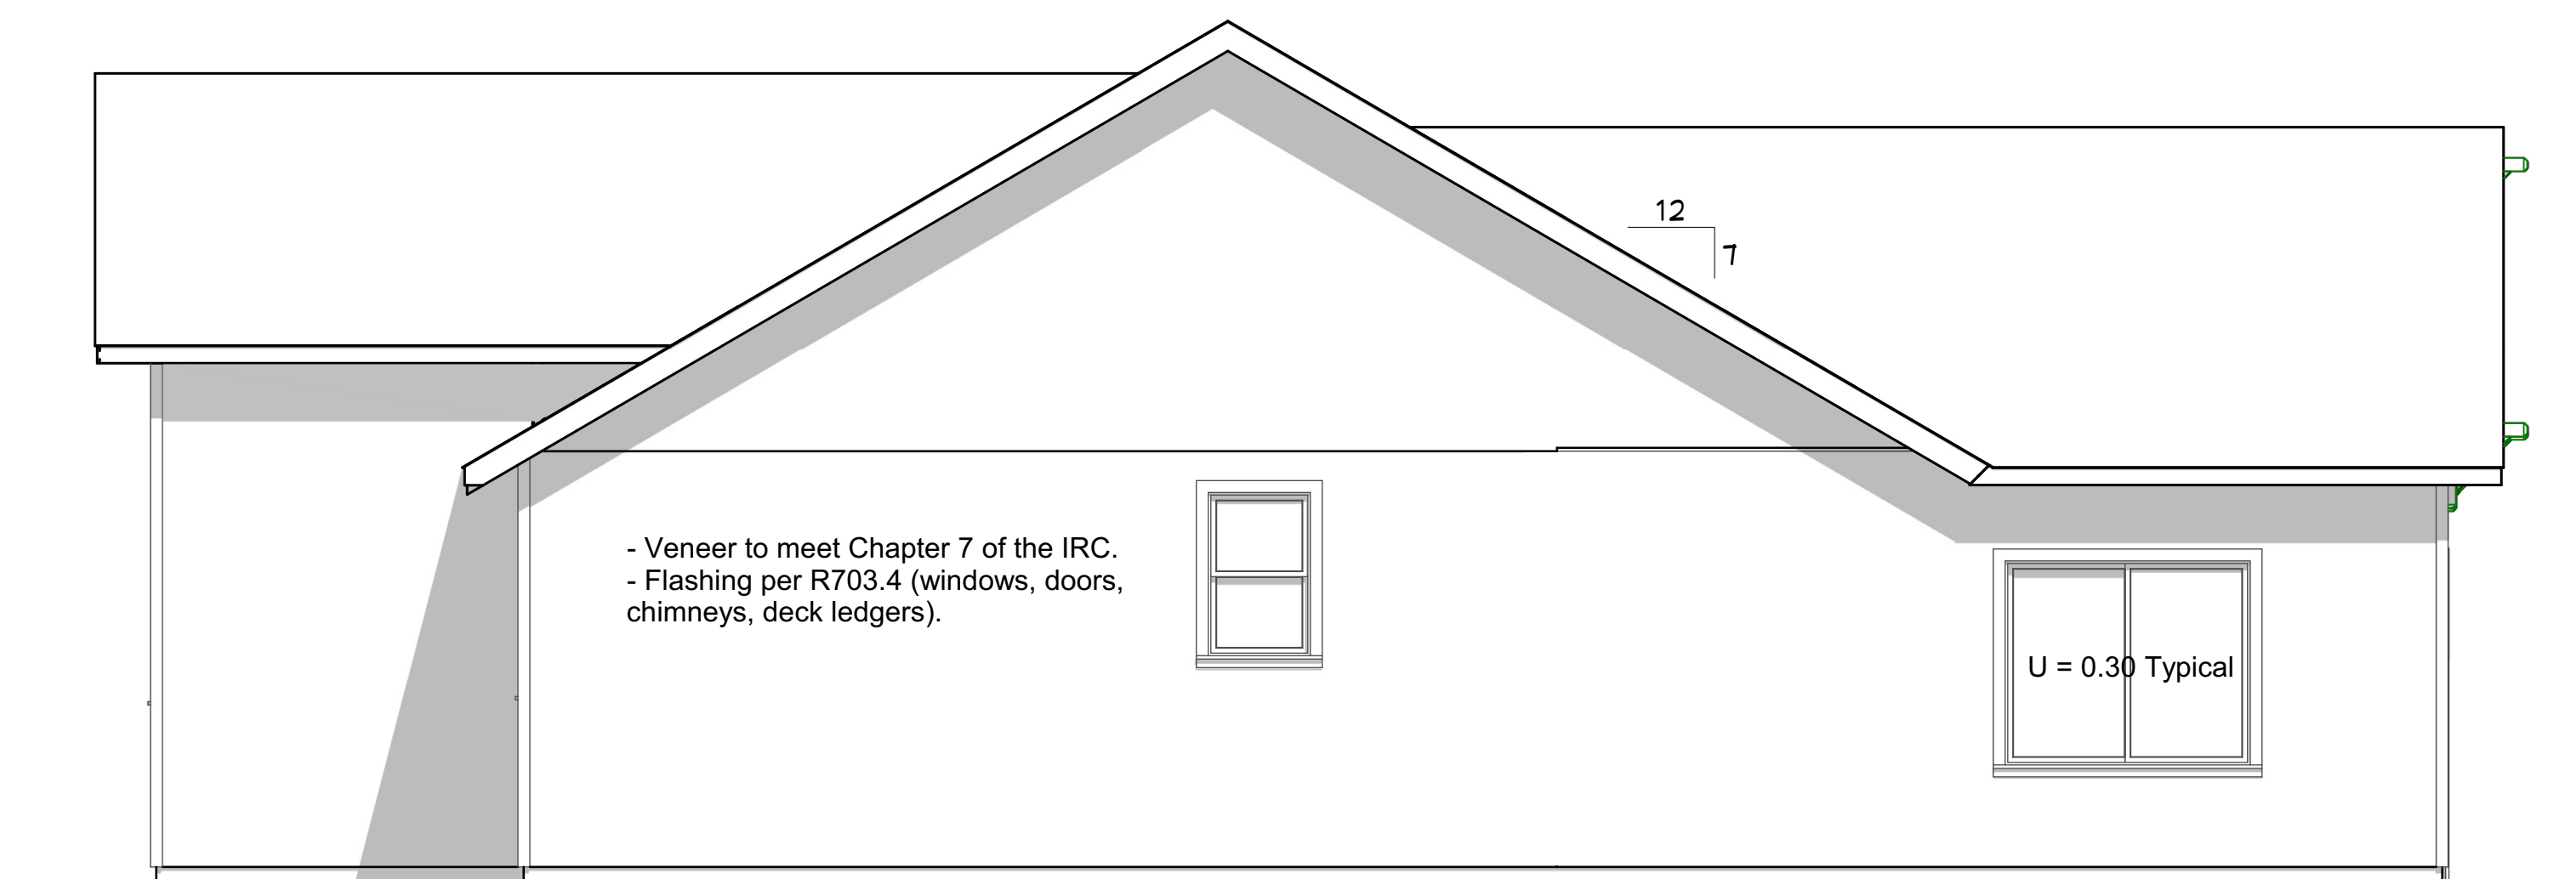 12
7
- Veneer to meet Chapter 7 of the IRC.
- Flashing per R703.4 (windows, doors,
chimneys, deck ledgers).
U = 0.30 Typical